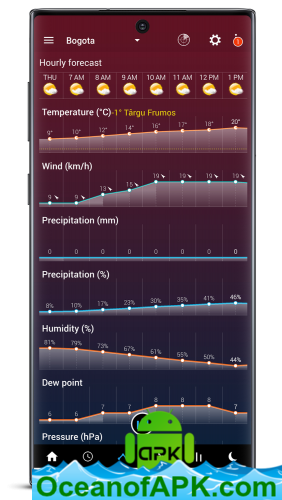 Bogota
1
Hourly forecast
THU 7 AM 8 AM 9 AM 10 AM 11 AM 12 PM 1 PM
Temperature (°C)-1° Târgu Frumos
9° 10° 12° 14° 16° 17° 18° 20°
Wind (km/h)
9 9 13 15 19 19 19 19
Precipitation (mm)
0 0 0 0 0 0 0 0
Precipitation (%)
8% 10% 17% 23% 30% 35% 41% 46%
Humidity (%)
81% 79% 73% 67% 61% 55% 50% 44%
Dew point
6 6 7 7 8 8 8 7
Pressure (hPa)
APK
OceanofAPK.com